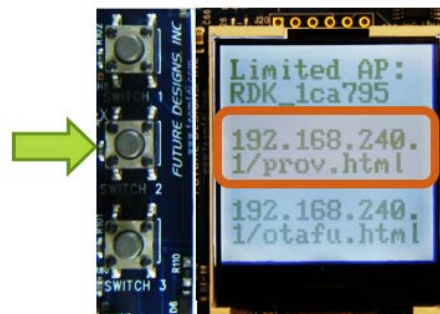 SWITCH 1
SWITCH 2
SWITCH 3
FUTURE DESIGNS, INC
R110
Limited AP:
RDK_1ca795
192.168.240.
1/prov.html
192.168.240.
1/otafu.html